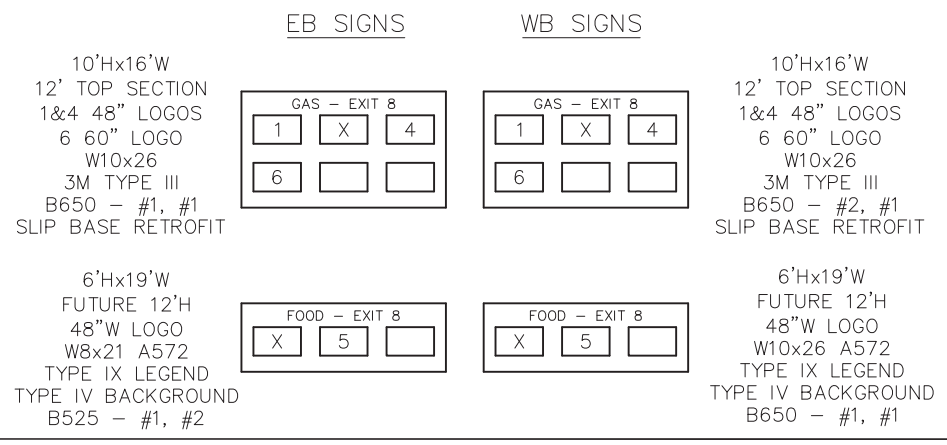 EB SIGNS
WB SIGNS
10'Hx16'W
12' TOP SECTION
1&4 48" LOGOS
6 60" LOGO
W10x26
3M TYPE III
B650 – #1, #1
SLIP BASE RETROFIT
GAS – EXIT 8
1 X 4
6
GAS – EXIT 8
1 X 4
6
10'Hx16'W
12' TOP SECTION
1&4 48" LOGOS
6 60" LOGO
W10x26
3M TYPE III
B650 – #2, #1
SLIP BASE RETROFIT
6'Hx19'W
FUTURE 12'H
48"W LOGO
W8x21 A572
TYPE IX LEGEND
TYPE IV BACKGROUND
B525 – #1, #2
FOOD – EXIT 8
X 5
FOOD – EXIT 8
X 5
6'Hx19'W
FUTURE 12'H
48"W LOGO
W10x26 A572
TYPE IX LEGEND
TYPE IV BACKGROUND
B650 – #1, #1